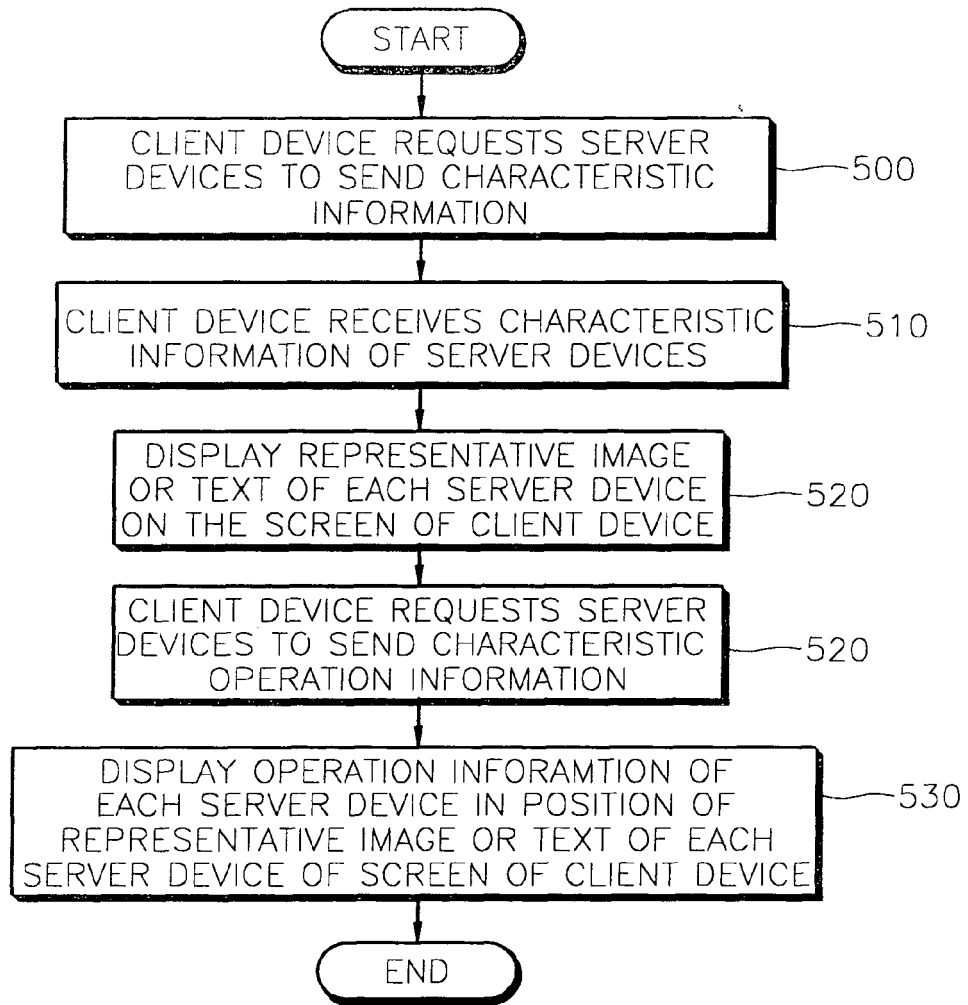 START
CLIENT DEVICE REQUESTS SERVER
DEVICES TO SEND CHARACTERISTIC
INFORMATION
500
CLIENT DEVICE RECEIVES CHARACTERISTIC
INFORMATION OF SERVER DEVICES
510
DISPLAY REPRESENTATIVE IMAGE
OR TEXT OF EACH SERVER DEVICE
ON THE SCREEN OF CLIENT DEVICE
520
CLIENT DEVICE REQUESTS SERVER
DEVICES TO SEND CHARACTERISTIC
OPERATION INFORMATION
520
DISPLAY OPERATION INFORAMTION OF
EACH SERVER DEVICE IN POSITION OF
REPRESENTATIVE IMAGE OR TEXT OF EACH
SERVER DEVICE OF SCREEN OF CLIENT DEVICE
530
END